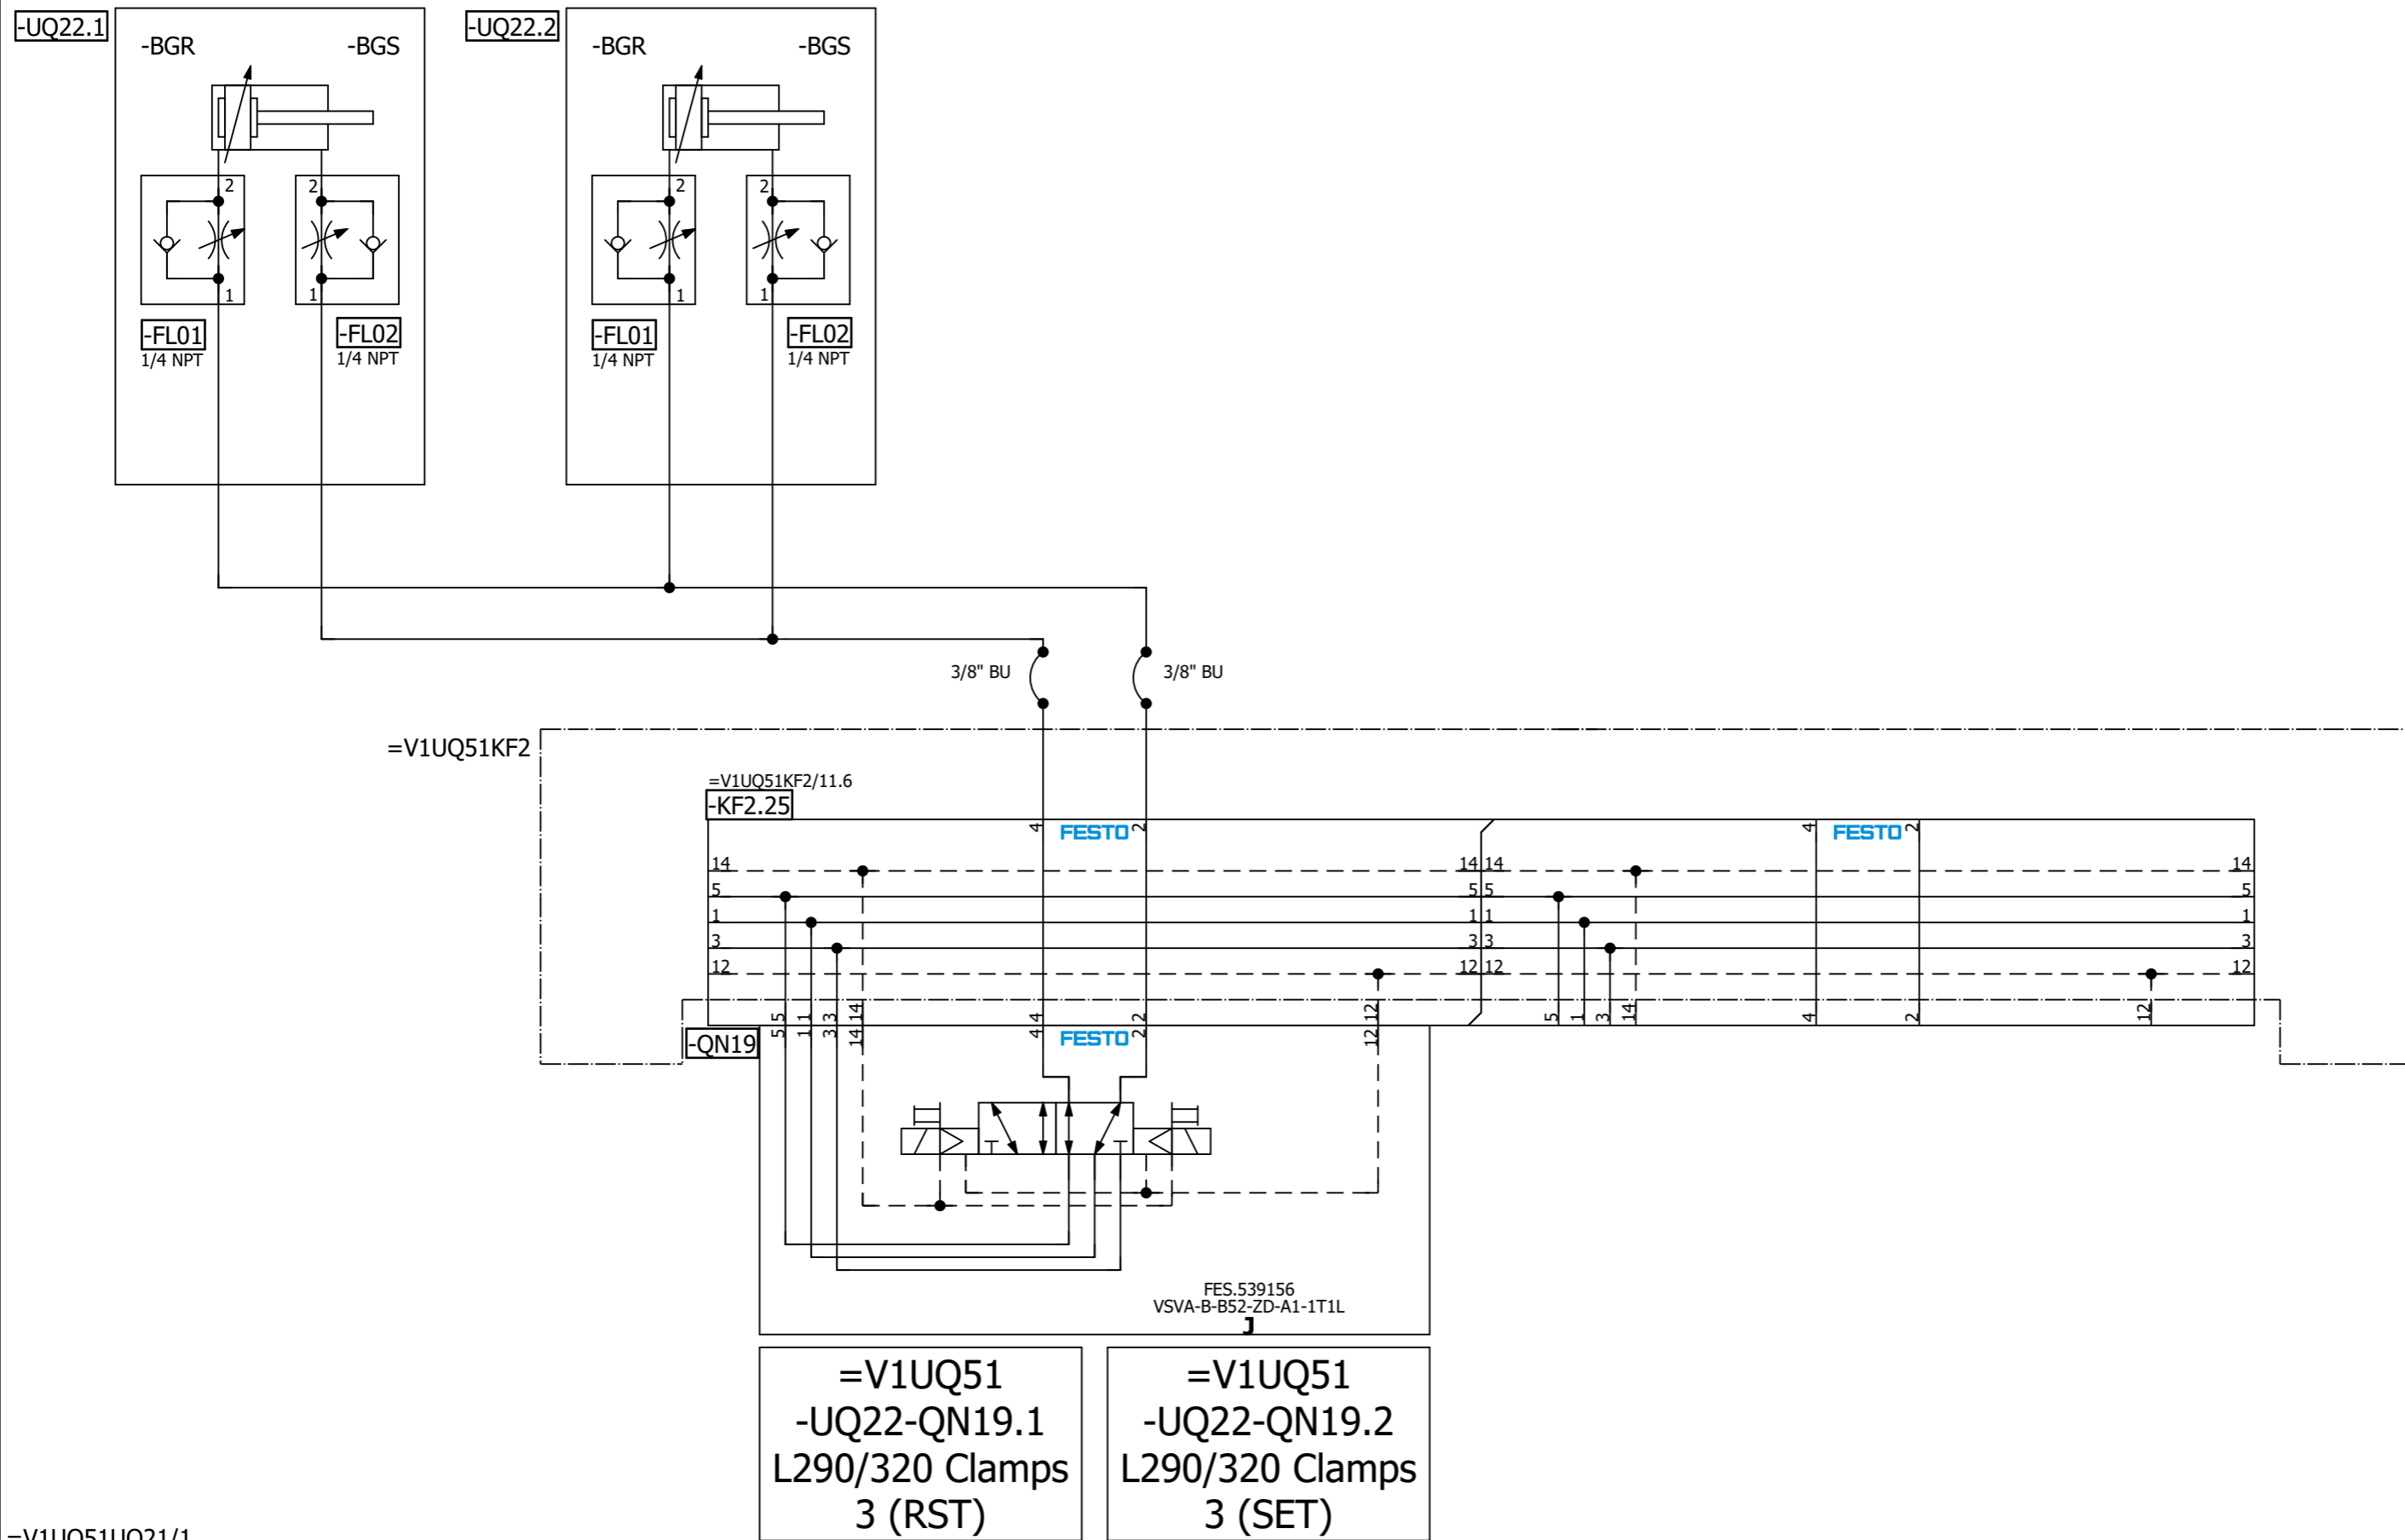 -UQ22.1
-BGR
-BGS
2
2
1
1
-FL01
1/4 NPT
-FL02
1/4 NPT
-UQ22.2
-BGR
-BGS
2
2
1
1
-FL01
1/4 NPT
-FL02
1/4 NPT
3/8" BU
3/8" BU
=V1UQ51KF2
=V1UQ51KF2/11.6
-KF2.25
4 FESTO 2
4 FESTO 2
14 14 14 14
5 5 5 5
1 1 1 1
3 3 3 3
12 12 12 12
5 1 3 14 4 2 12
5 1 3 14 4 2 12
-QN19
5 1 3 14 4 FESTO 2 12
FES.539156
VSVA-B-B52-ZD-A1-1T1L
J
=V1UQ51
-UQ22-QN19.1
L290/320 Clamps
3 (RST)
=V1UQ51
-UQ22-QN19.2
L290/320 Clamps
3 (SET)
=V1UQ51UQ21/1